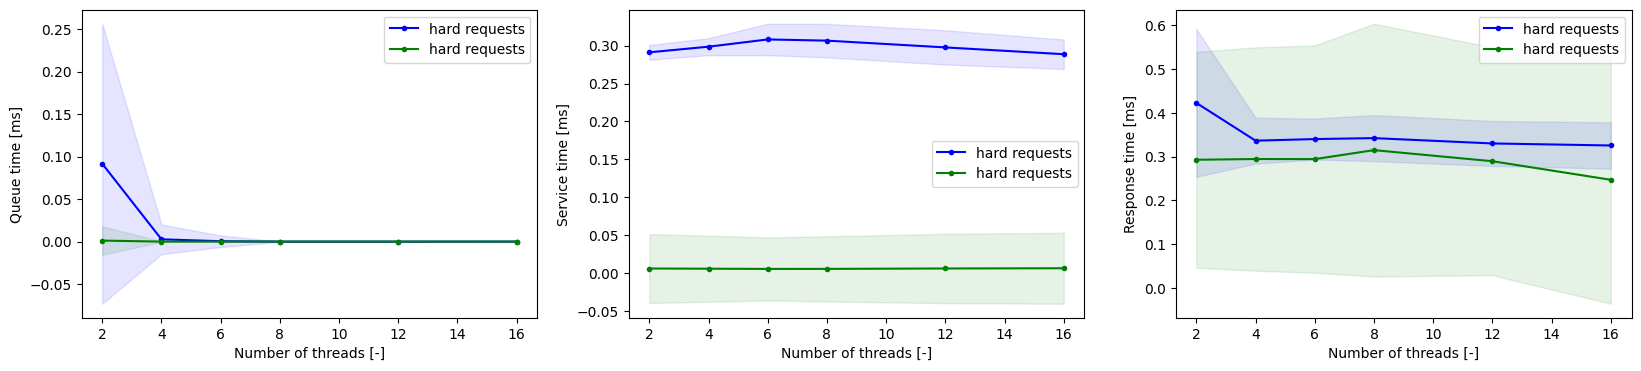 Queue time [ms]
0.25
0.20
0.15
0.10
0.05
0.00
−0.05
hard requests
hard requests
2 4 6 8 10 12 14 16
Number of threads [-]
Service time [ms]
0.30
0.25
0.20
0.15
0.10
0.05
0.00
−0.05
hard requests
hard requests
2 4 6 8 10 12 14 16
Number of threads [-]
Response time [ms]
0.6
0.5
0.4
0.3
0.2
0.1
0.0
hard requests
hard requests
2 4 6 8 10 12 14 16
Number of threads [-]